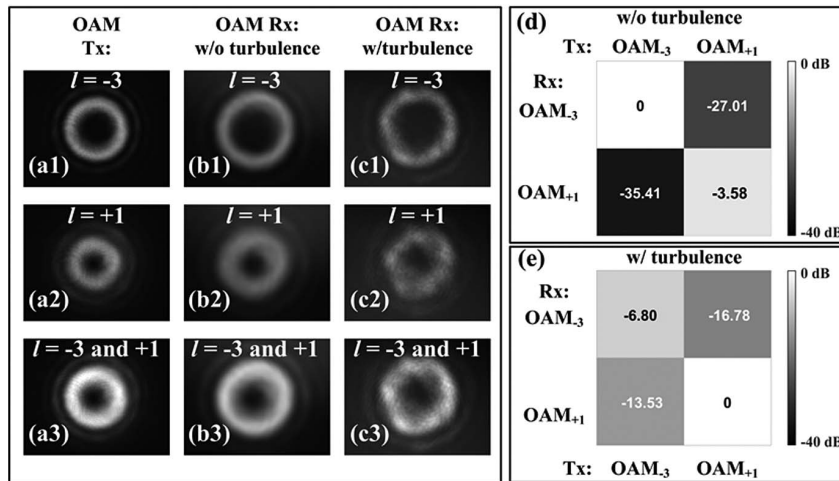 OAM
Tx:
OAM Rx:
w/o turbulence
OAM Rx:
w/turbulence
l = -3
l = -3
l = -3
(a1)
(b1)
(c1)
l = +1
l = +1
l = +1
(a2)
(b2)
(c2)
l = -3 and +1
l = -3 and +1
l = -3 and +1
(a3)
(b3)
(c3)
(d)
w/o turbulence
Tx: OAM-3 OAM+1
Rx:
OAM-3
0
-27.01
OAM+1
-35.41
-3.58
0 dB
-40 dB
(e)
w/ turbulence
Rx:
OAM-3
-6.80
-16.78
OAM+1
-13.53
0
0 dB
-40 dB
Tx: OAM-3 OAM+1